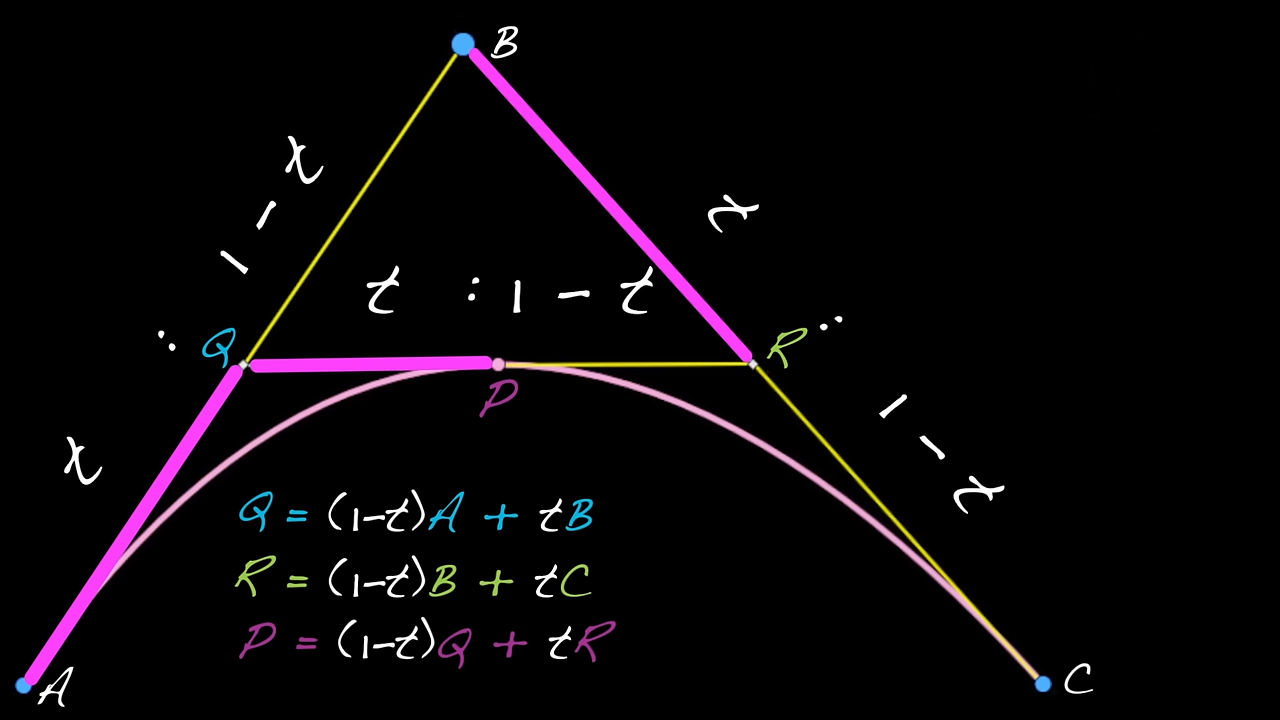 B
1 - t
t
t : 1 - t
:
Q
R
:
P
1 - t
t
Q = (1-t)A + tB
R = (1-t)B + tC
P = (1-t)Q + tR
A
C